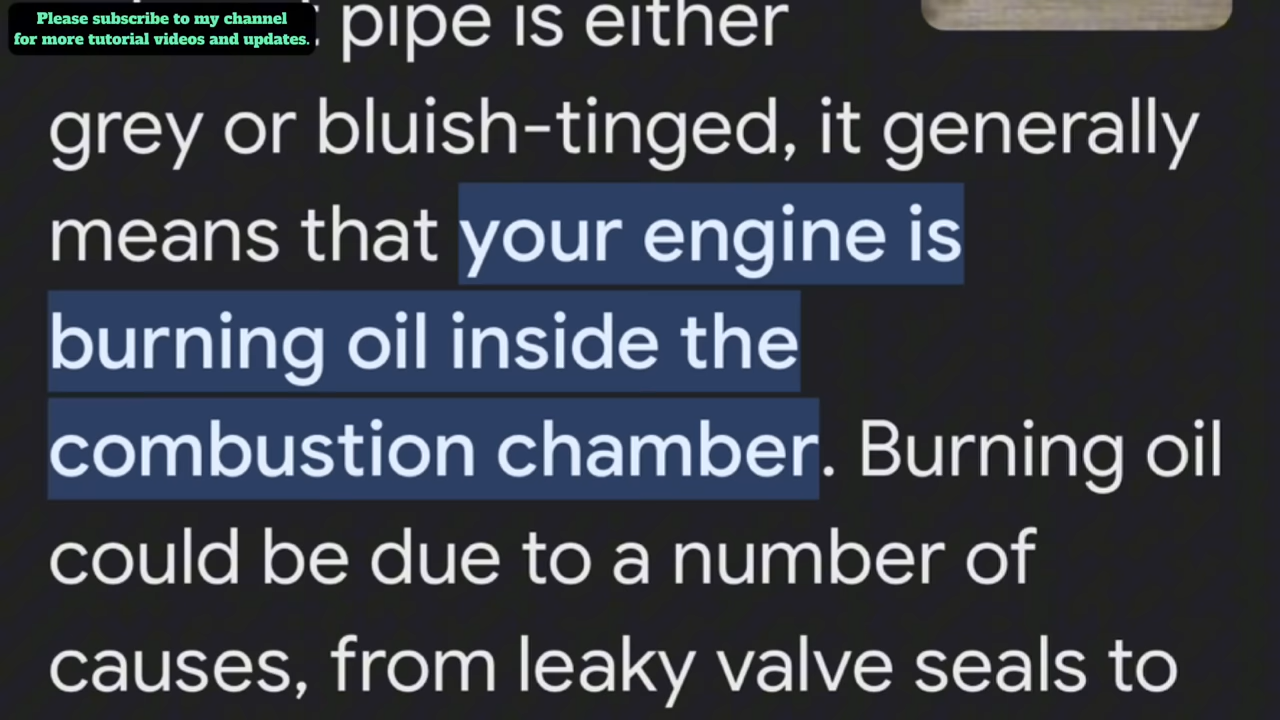 Please subscribe to my channel
for more tutorial videos and updates.
pipe is either
grey or bluish-tinged, it generally
means that your engine is
burning oil inside the
combustion chamber. Burning oil
could be due to a number of
causes, from leaky valve seals to